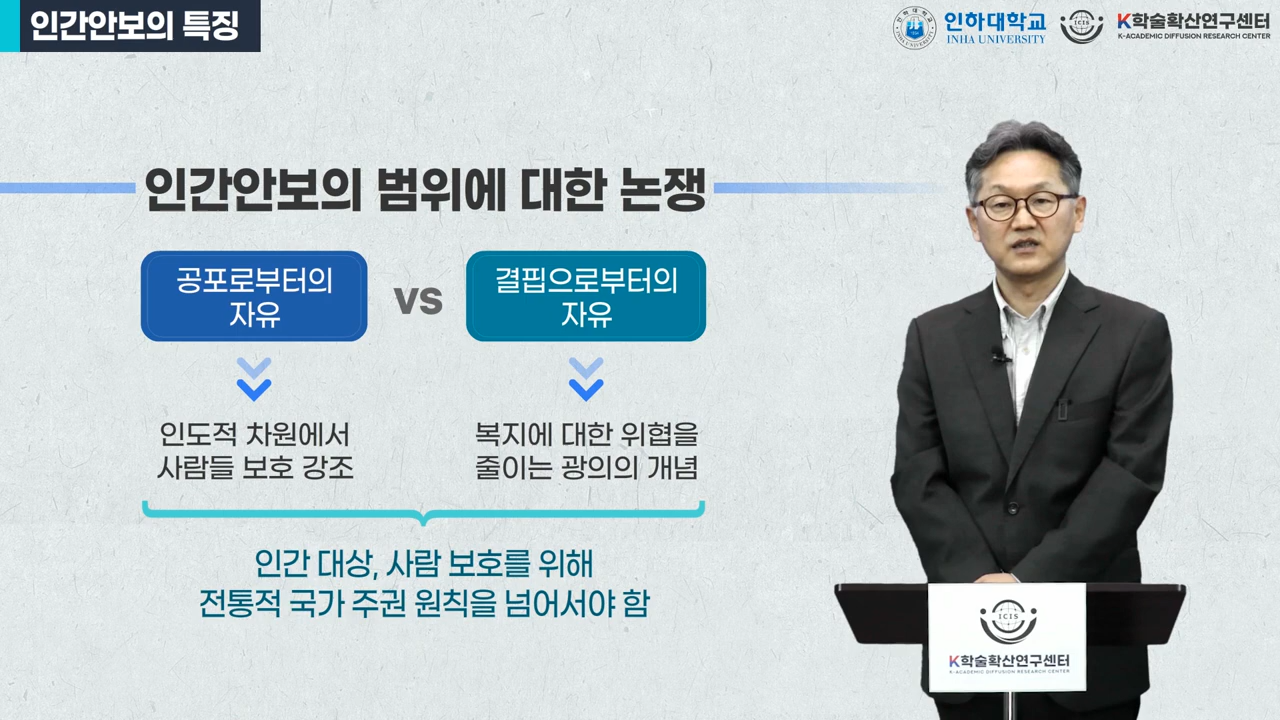 인간안보의 특징
인하대학교
INHA UNIVERSITY
ICIS
K학술확산연구센터
K-ACADEMIC DIFFUSION RESEARCH CENTER
인간안보의 범위에 대한 논쟁
공포로부터의
자유
VS
결핍으로부터의
자유
인도적 차원에서
사람들 보호 강조
복지에 대한 위협을
줄이는 광의의 개념
인간 대상, 사람 보호를 위해
전통적 국가 주권 원칙을 넘어서야 함
ICIS
K학술확산연구센터
K-ACADEMIC DIFFUSION RESEARCH CENTER